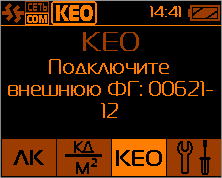 СЕТЬ COM КЕО 14:41
КЕО
Подключите
внешнюю ФГ: 00621-
12
ЛК КД/М² КЕО